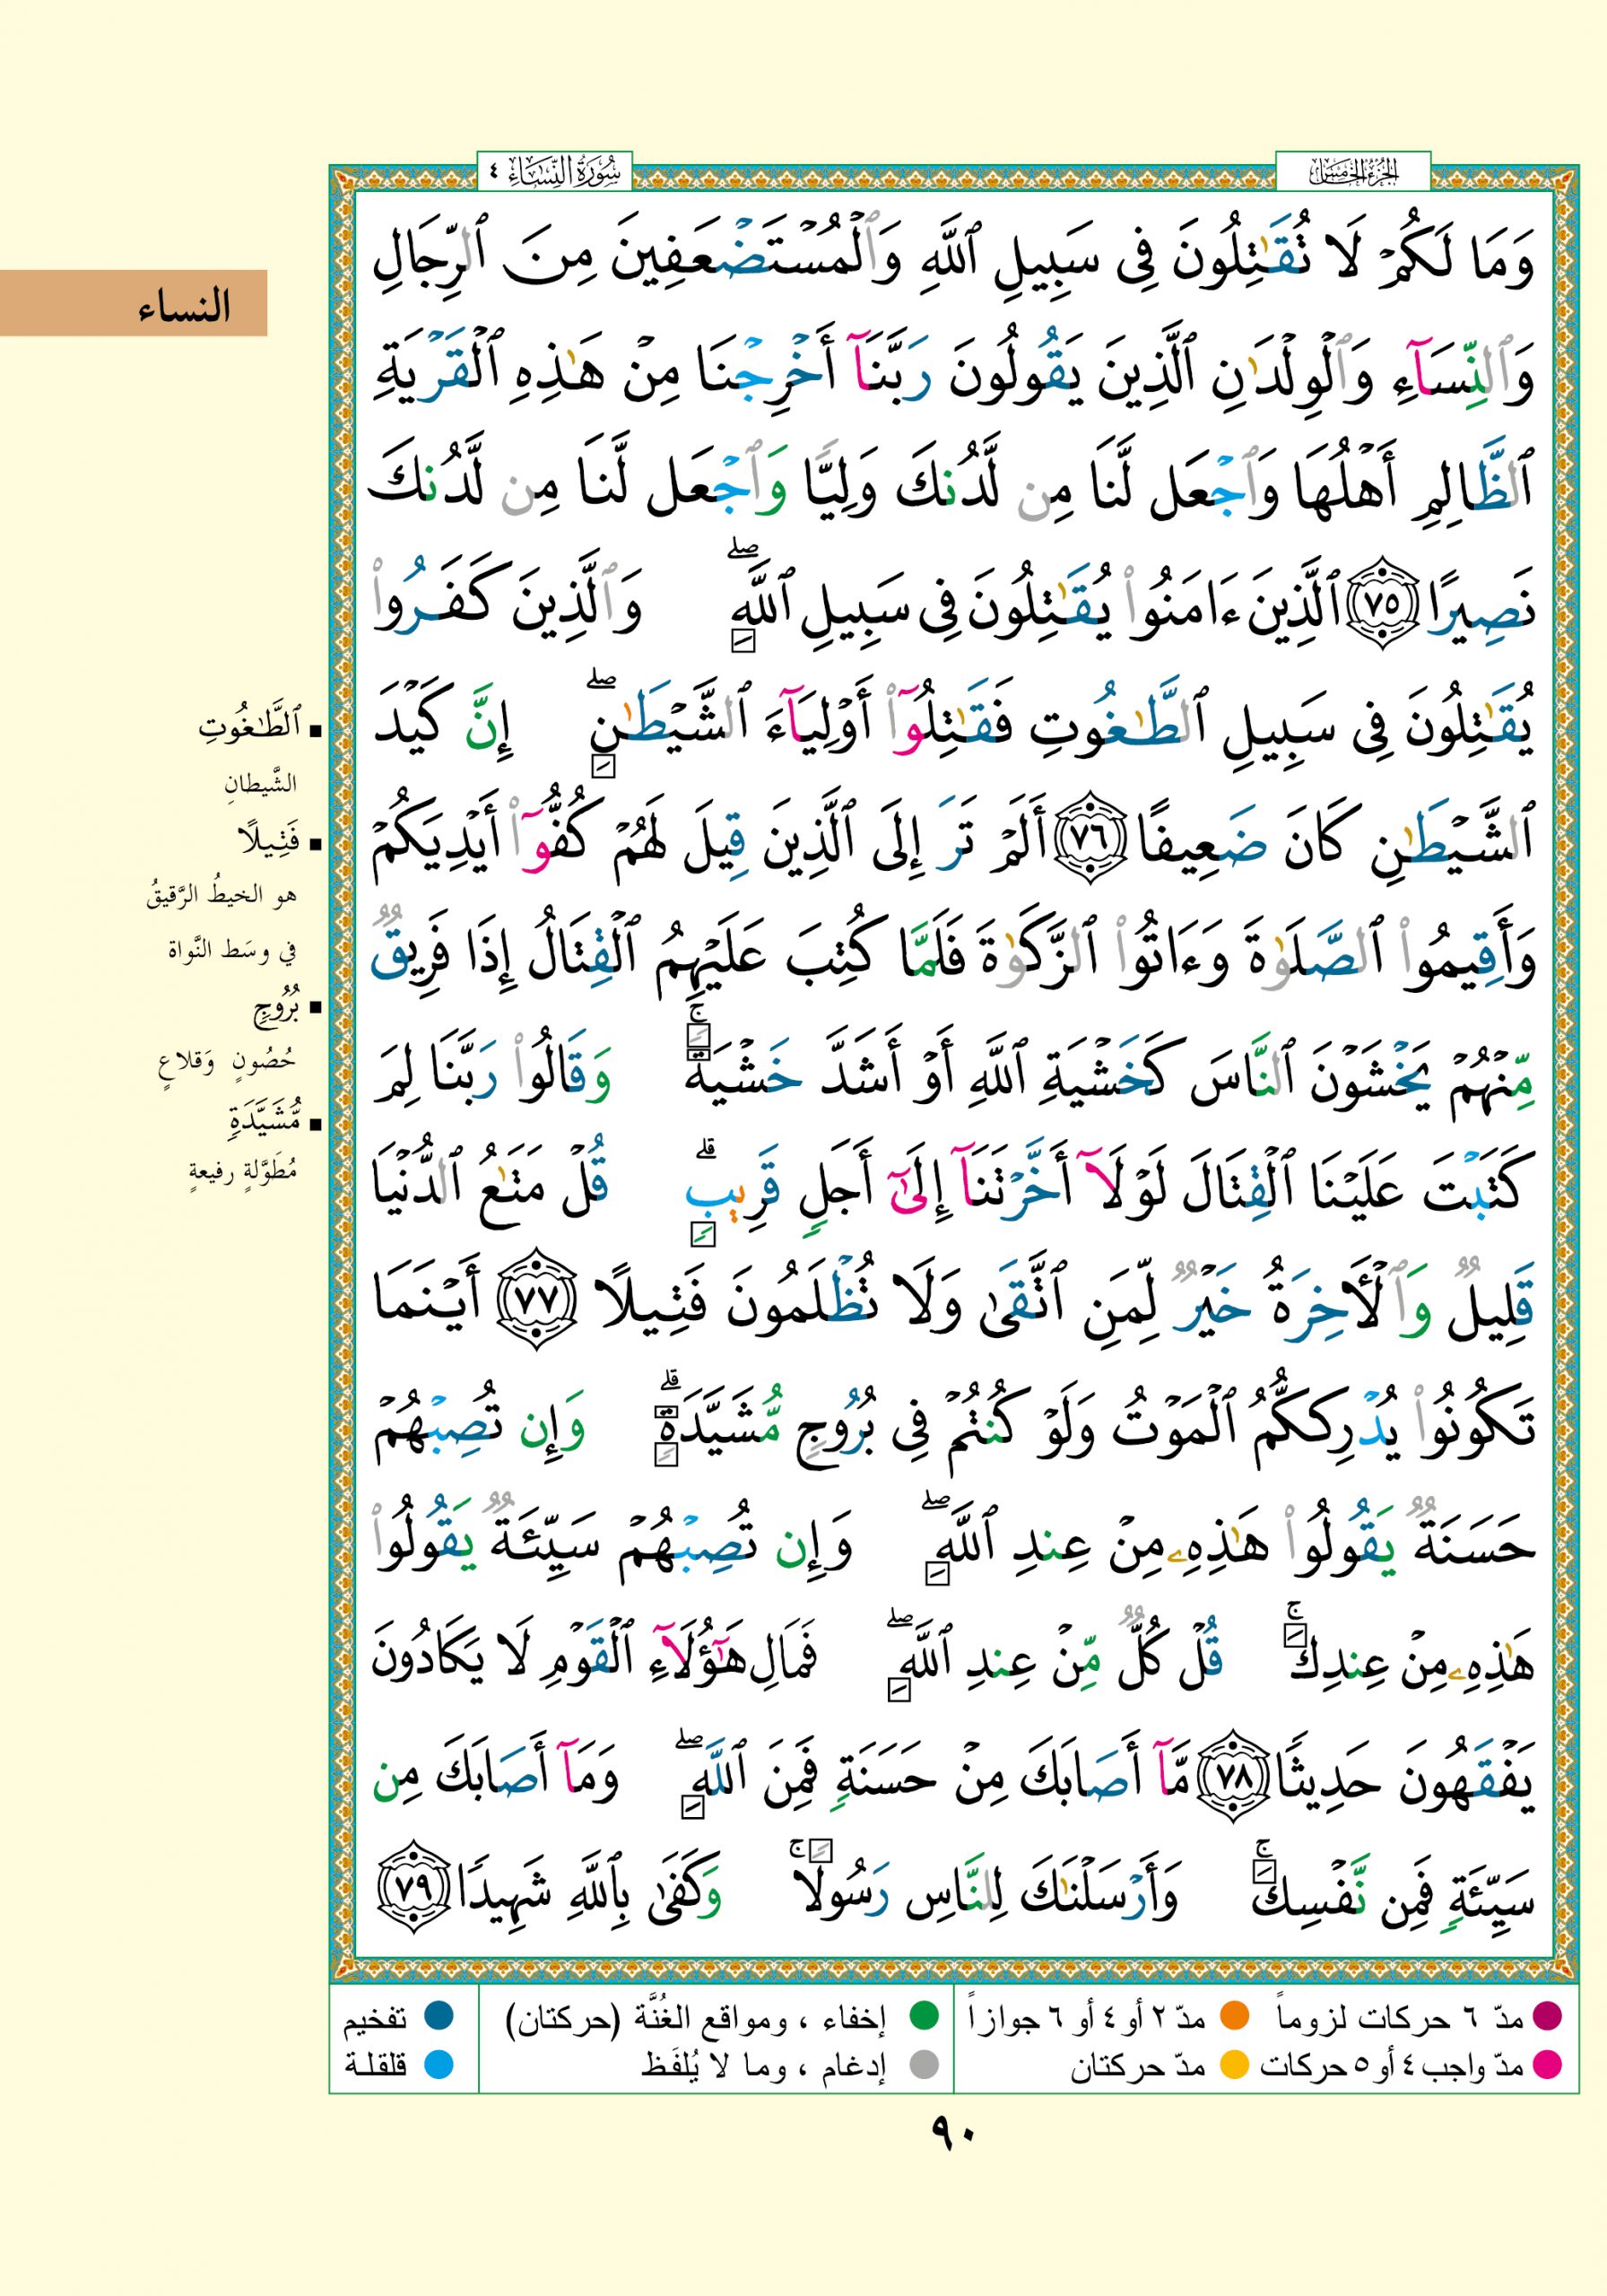 الجزء الخامس
سورة النساء ٤
وَمَا لَكُمْ لَا تُقَٰتِلُونَ فِى سَبِيلِ ٱللَّهِ وَٱلْمُسْتَضْعَفِينَ مِنَ ٱلرِّجَالِ
وَٱلنِّسَآءِ وَٱلْوِلْدَٰنِ ٱلَّذِينَ يَقُولُونَ رَبَّنَآ أَخْرِجْنَا مِنْ هَٰذِهِ ٱلْقَرْيَةِ
ٱلظَّالِمِ أَهْلُهَا وَٱجْعَل لَّنَا مِن لَّدُنكَ وَلِيًّا وَٱجْعَل لَّنَا مِن لَّدُنكَ
نَصِيرًا ٧٥ ٱلَّذِينَ ءَامَنُوا۟ يُقَٰتِلُونَ فِى سَبِيلِ ٱللَّهِ ۖ وَٱلَّذِينَ كَفَرُوا۟
يُقَٰتِلُونَ فِى سَبِيلِ ٱلطَّٰغُوتِ فَقَٰتِلُوٓا۟ أَوْلِيَآءَ ٱلشَّيْطَٰنِ ۖ إِنَّ كَيْدَ
ٱلشَّيْطَٰنِ كَانَ ضَعِيفًا ٧٦ أَلَمْ تَرَ إِلَى ٱلَّذِينَ قِيلَ لَهُمْ كُفُّوٓا۟ أَيْدِيَكُمْ
وَأَقِيمُوا۟ ٱلصَّلَوٰةَ وَءَاتُوا۟ ٱلزَّكَوٰةَ فَلَمَّا كُتِبَ عَلَيْهِمُ ٱلْقِتَالُ إِذَا فَرِيقٌ
مِّنْهُمْ يَخْشَوْنَ ٱلنَّاسَ كَخَشْيَةِ ٱللَّهِ أَوْ أَشَدَّ خَشْيَةً ۚ وَقَالُوا۟ رَبَّنَا لِمَ
كَتَبْتَ عَلَيْنَا ٱلْقِتَالَ لَوْلَآ أَخَّرْتَنَآ إِلَىٰٓ أَجَلٍ قَرِيبٍ ۗ قُلْ مَتَٰعُ ٱلدُّنْيَا
قَلِيلٌ وَٱلْءَاخِرَةُ خَيْرٌ لِّمَنِ ٱتَّقَىٰ وَلَا تُظْلَمُونَ فَتِيلًا ٧٧ أَيْنَمَا
تَكُونُوا۟ يُدْرِككُّمُ ٱلْمَوْتُ وَلَوْ كُنتُمْ فِى بُرُوجٍ مُّشَيَّدَةٍ ۗ وَإِن تُصِبْهُمْ
حَسَنَةٌ يَقُولُوا۟ هَٰذِهِۦ مِنْ عِندِ ٱللَّهِ ۖ وَإِن تُصِبْهُمْ سَيِّئَةٌ يَقُولُوا۟
هَٰذِهِۦ مِنْ عِندِكَ ۚ قُلْ كُلٌّ مِّنْ عِندِ ٱللَّهِ ۖ فَمَالِ هَٰٓؤُلَآءِ ٱلْقَوْمِ لَا يَكَادُونَ
يَفْقَهُونَ حَدِيثًا ٧٨ مَّآ أَصَابَكَ مِنْ حَسَنَةٍ فَمِنَ ٱللَّهِ ۖ وَمَآ أَصَابَكَ مِن
سَيِّئَةٍ فَمِن نَّفْسِكَ ۚ وَأَرْسَلْنَٰكَ لِلنَّاسِ رَسُولًا ۚ وَكَفَىٰ بِٱللَّهِ شَهِيدًا ٧٩
النساء
ٱلطَّٰغُوتِ
الشَّيطانِ
فَتِيلًا
هو الخيطُ الرَّقيقُ
في وسَط النَّواة
بُرُوجٍ
حُصُونٍ وَقلاعٍ
مُّشَيَّدَةٍ
مُطَوَّلةٍ رفيعةٍ
مدّ ٦ حركات لزوماً
مدّ ٢ أو ٤ أو ٦ جوازاً
إخفاء ، ومواقع الغُنَّة (حركتان)
تفخيم
مدّ واجب ٤ أو ٥ حركات
مدّ حركتان
إدغام ، وما لا يُلفَظ
قلقلة
٩٠